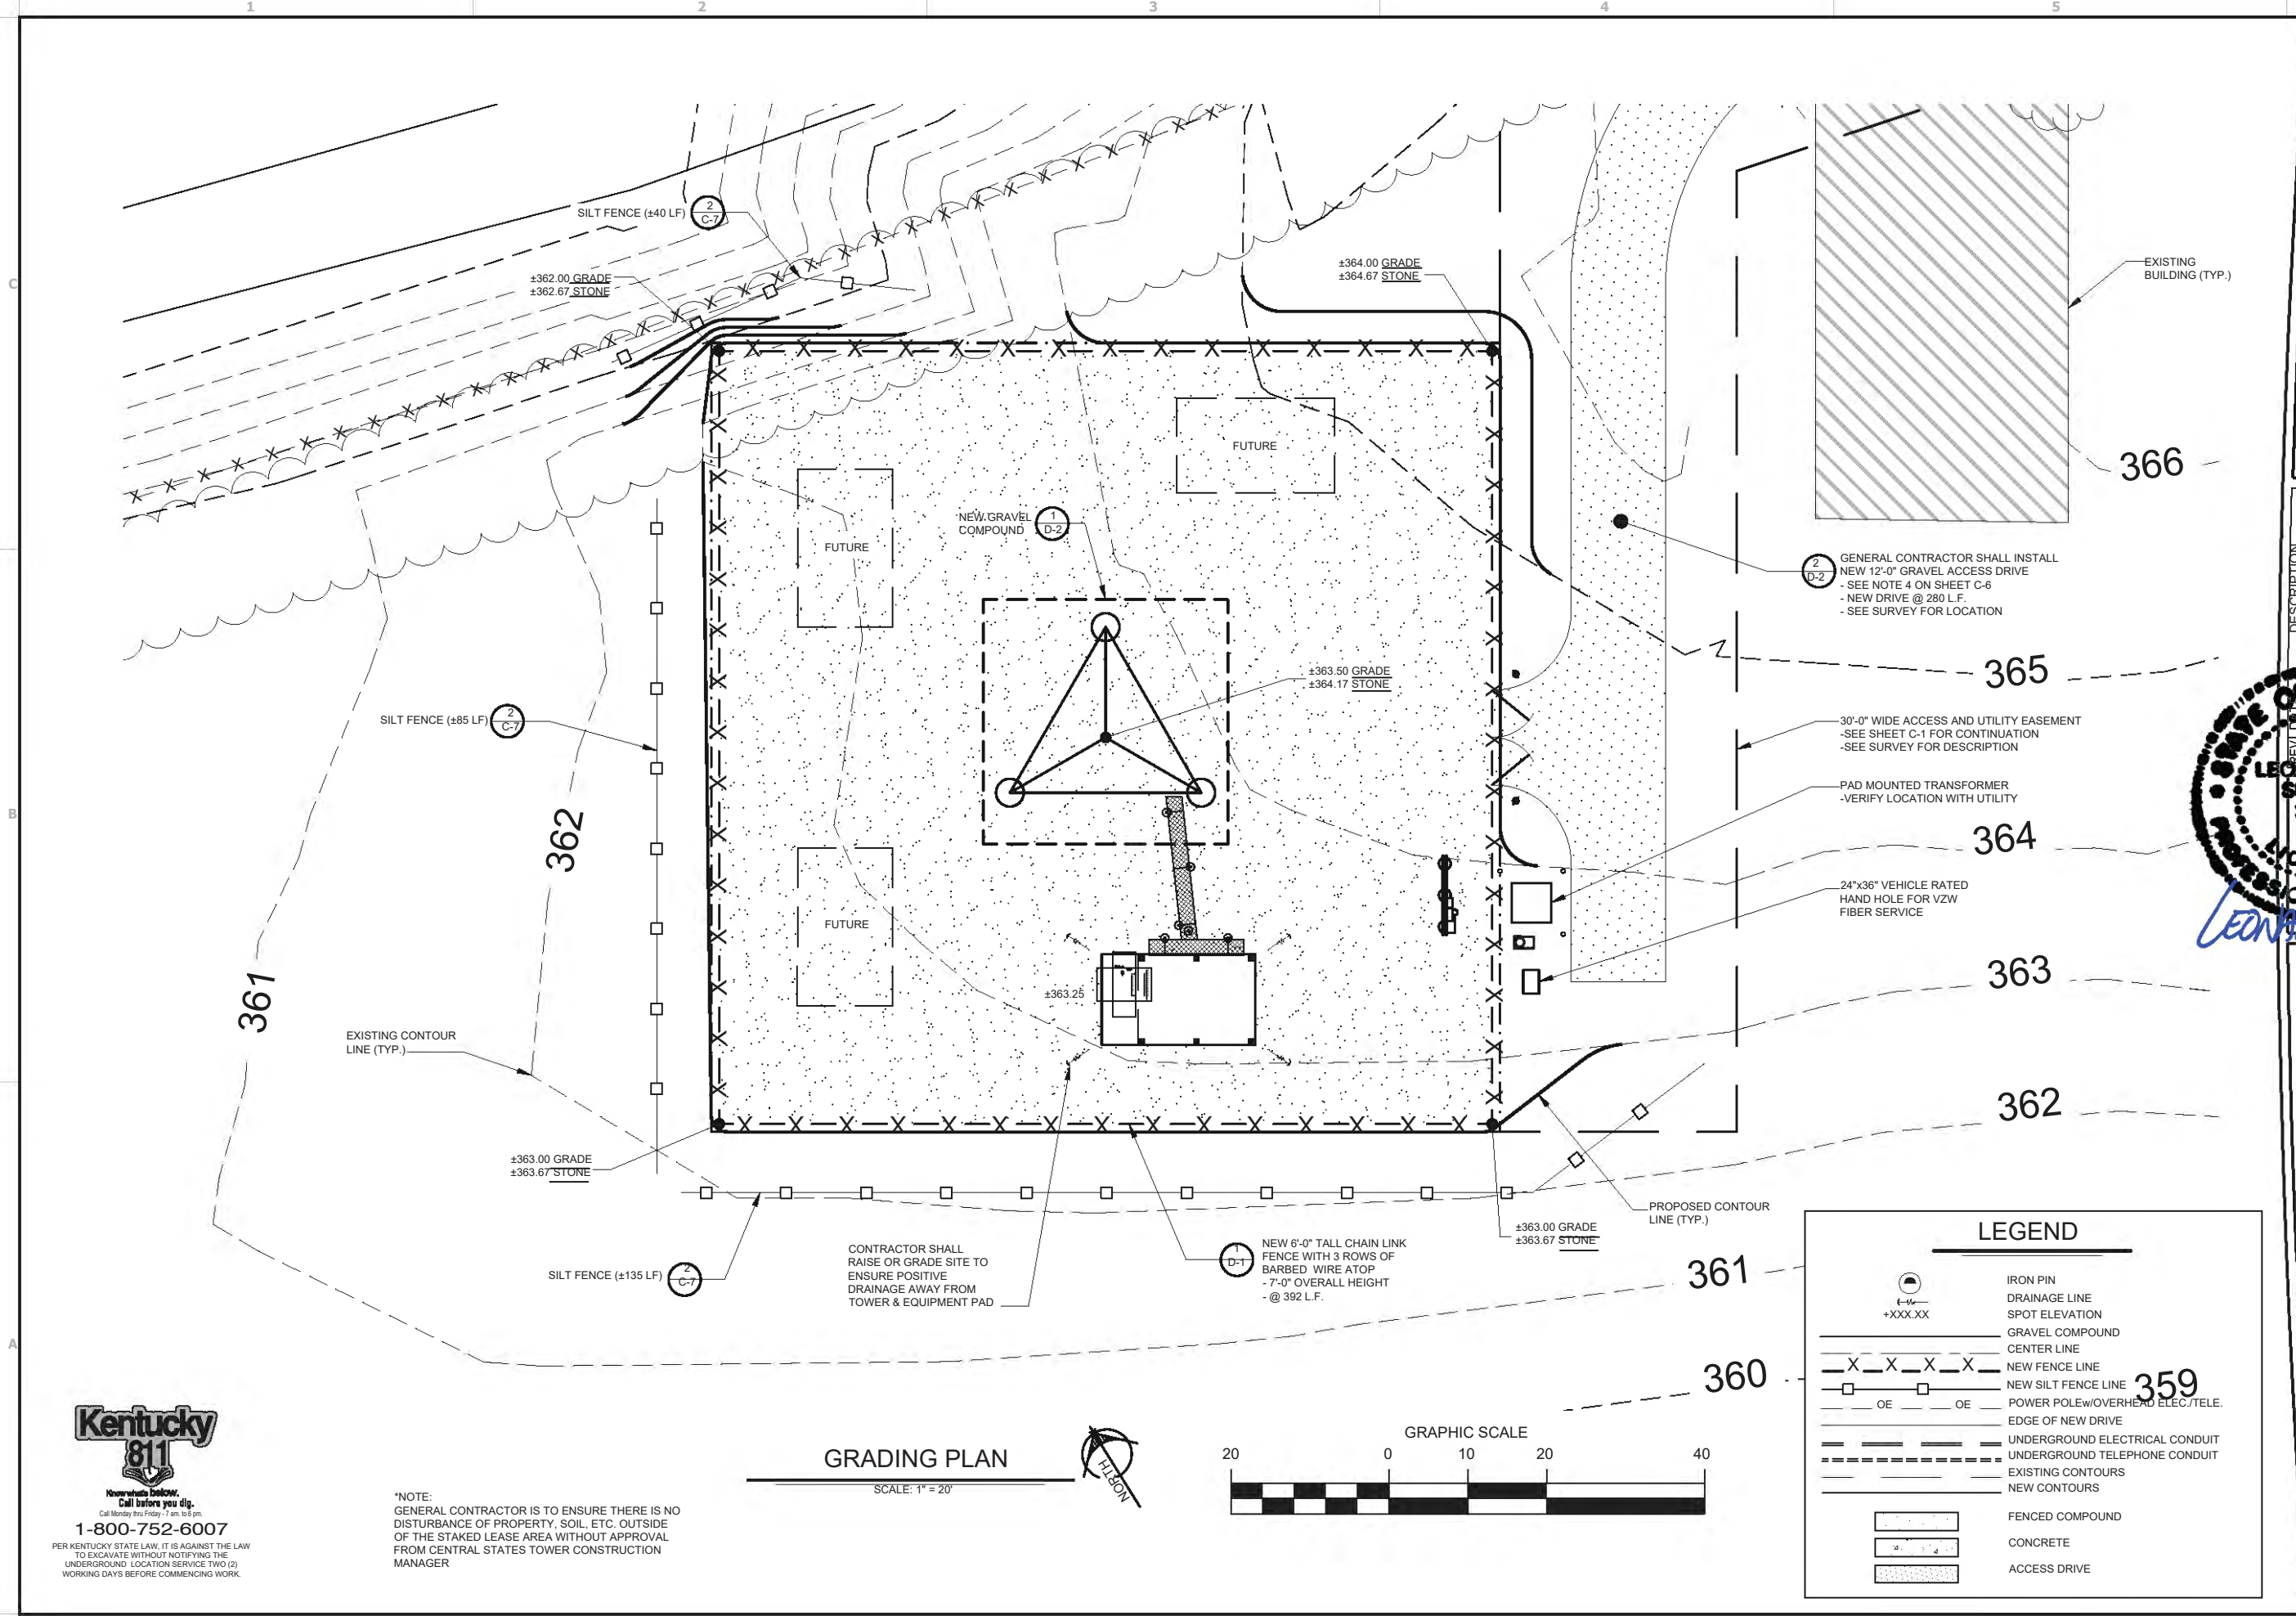 1 2 3 4 5
C
B
A
SILT FENCE (±40 LF)
2
C-7
±362.00 GRADE
±362.67 STONE
±364.00 GRADE
±364.67 STONE
EXISTING
BUILDING (TYP.)
366
FUTURE
FUTURE
NEW GRAVEL
COMPOUND
1
D-2
2
D-2
GENERAL CONTRACTOR SHALL INSTALL
NEW 12'-0" GRAVEL ACCESS DRIVE
- SEE NOTE 4 ON SHEET C-6
- NEW DRIVE @ 280 L.F.
- SEE SURVEY FOR LOCATION
DESCRIPTION
365
±363.50 GRADE
±364.17 STONE
SILT FENCE (±85 LF)
2
C-7
30'-0" WIDE ACCESS AND UTILITY EASEMENT
-SEE SHEET C-1 FOR CONTINUATION
-SEE SURVEY FOR DESCRIPTION
PAD MOUNTED TRANSFORMER
-VERIFY LOCATION WITH UTILITY
362
364
24"x36" VEHICLE RATED
HAND HOLE FOR VZW
FIBER SERVICE
FUTURE
363
361
±363.25
EXISTING CONTOUR
LINE (TYP.)
362
±363.00 GRADE
±363.67 STONE
PROPOSED CONTOUR
LINE (TYP.)
±363.00 GRADE
±363.67 STONE
SILT FENCE (±135 LF)
2
C-7
CONTRACTOR SHALL
RAISE OR GRADE SITE TO
ENSURE POSITIVE
DRAINAGE AWAY FROM
TOWER & EQUIPMENT PAD
1
D-1
NEW 6'-0" TALL CHAIN LINK
FENCE WITH 3 ROWS OF
BARBED WIRE ATOP
- 7'-0" OVERALL HEIGHT
- @ 392 L.F.
361
360
LEGEND
IRON PIN
DRAINAGE LINE
+XXX.XX SPOT ELEVATION
GRAVEL COMPOUND
CENTER LINE
X X X X NEW FENCE LINE
NEW SILT FENCE LINE
359
OE OE POWER POLEw/OVERHEAD ELEC./TELE.
EDGE OF NEW DRIVE
UNDERGROUND ELECTRICAL CONDUIT
UNDERGROUND TELEPHONE CONDUIT
EXISTING CONTOURS
NEW CONTOURS
FENCED COMPOUND
CONCRETE
ACCESS DRIVE
Kentucky
811
Know what's below.
Call before you dig.
Call Monday thru Friday - 7 am. to 6 pm.
1-800-752-6007
PER KENTUCKY STATE LAW, IT IS AGAINST THE LAW
TO EXCAVATE WITHOUT NOTIFYING THE
UNDERGROUND LOCATION SERVICE TWO (2)
WORKING DAYS BEFORE COMMENCING WORK.
*NOTE:
GENERAL CONTRACTOR IS TO ENSURE THERE IS NO
DISTURBANCE OF PROPERTY, SOIL, ETC. OUTSIDE
OF THE STAKED LEASE AREA WITHOUT APPROVAL
FROM CENTRAL STATES TOWER CONSTRUCTION
MANAGER
GRADING PLAN
SCALE: 1" = 20'
NORTH
GRAPHIC SCALE
20 0 10 20 40